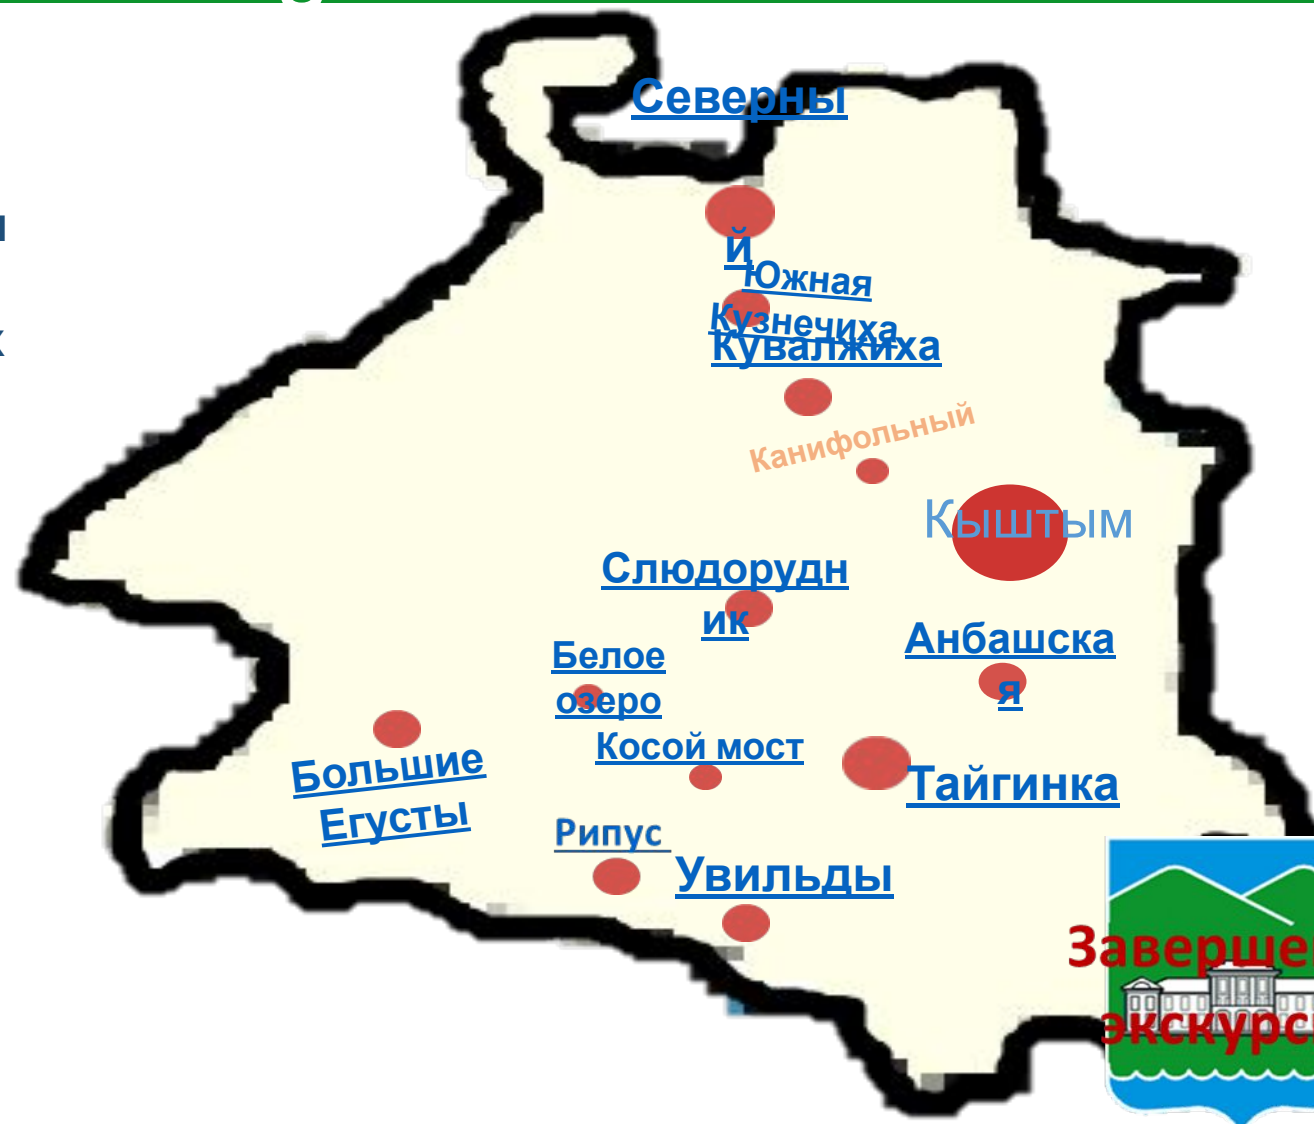 Северны
й
Южная
Кузнечиха
Кувалжиха
Канифольный
Кыштым
Слюдорудн
ик
Анбашска
я
Белое
озеро
Косой мост
Большие
Егусты
Тайгинка
Рипус
Увильды
Заверше
экскурс